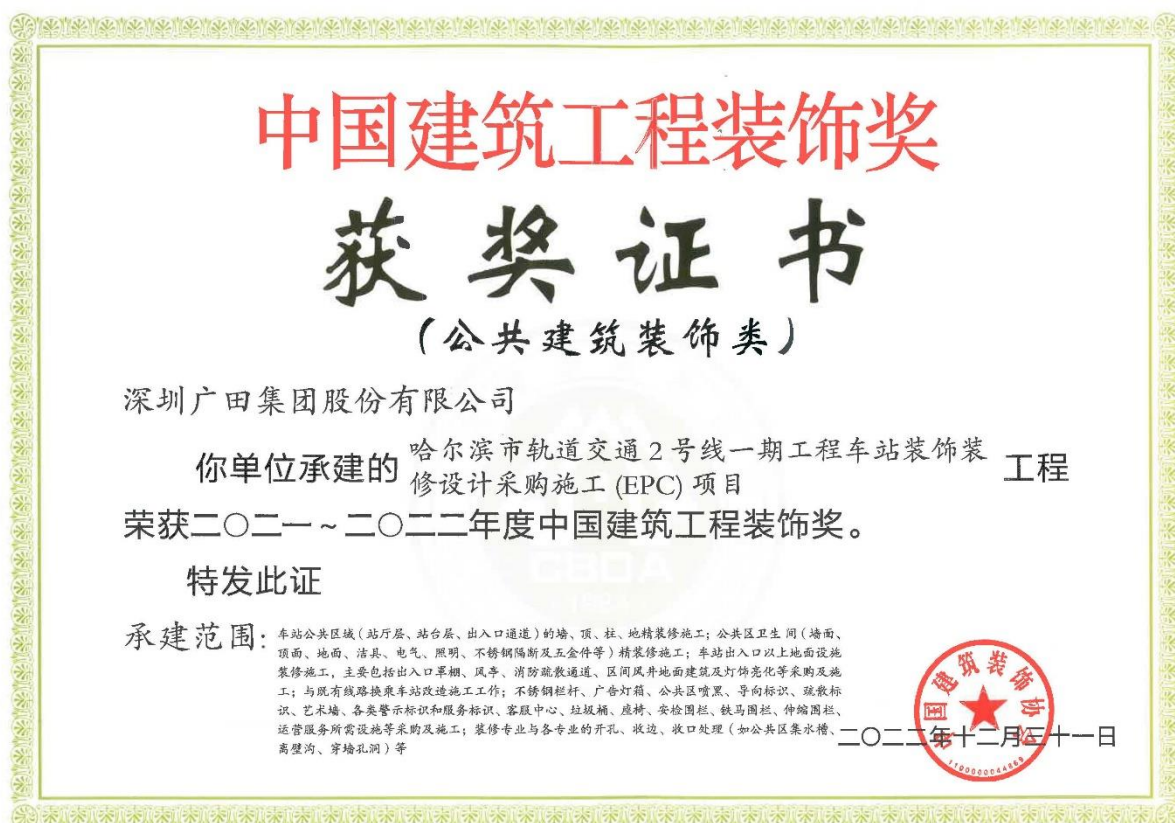 中国建筑工程装饰奖
获奖证书
(公共建筑装饰类)
深圳广田集团股份有限公司
你单位承建的 哈尔滨市轨道交通2号线一期工程车站装饰装
修设计采购施工(EPC)项目 工程
荣获二〇二一~二〇二二年度中国建筑工程装饰奖。
特发此证
承建范围: 车站公共区域(站厅层、站台层、出入口通道)的墙、顶、柱、地精装修施工;公共区卫生间(墙面、
顶面、地面、洁具、电气、照明、不锈钢隔断及五金件等)精装修施工;车站出入口以上地面设施
装修施工,主要包括出入口罩棚、风亭、消防疏散通道、区间风井地面建筑及灯饰亮化等采购及施
工;与既有线路换乘车站改造施工工作;不锈钢栏杆、广告灯箱、公共区喷黑、导向标识、疏散标
识、艺术墙、各类警示标识和服务标识、客服中心、垃圾桶、座椅、安检围栏、铁马围栏、伸缩围栏、
运营服务所需设施等采购及施工;装修专业与各专业的开孔、收边、收口处理(如公共区集水槽、
离壁沟、穿墙孔洞)等
二〇二二年十二月三十一日
中国建筑装饰协会
CBDA